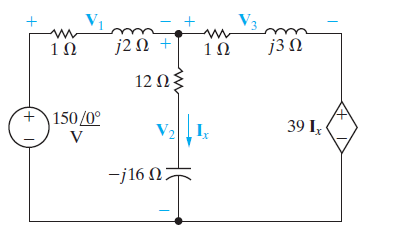 + V₁ − + V₃ −
1 Ω j2 Ω + 1 Ω j3 Ω
12 Ω
+ 150/0° V −
V₂ Iₓ
39 Iₓ + −
−j16 Ω
−